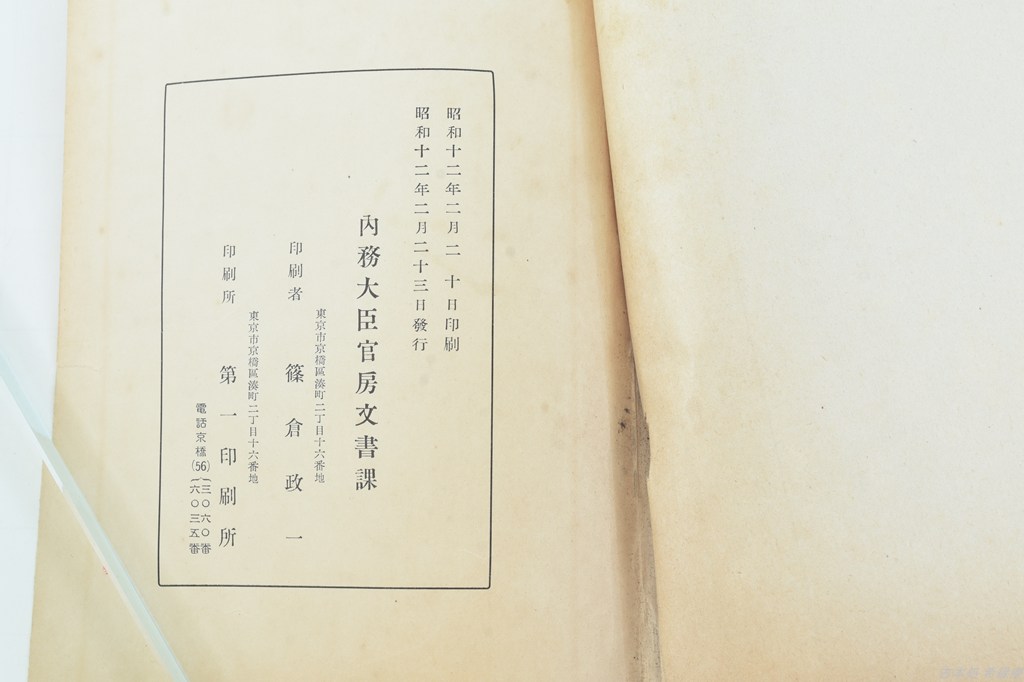 昭和十二年二月二十日印刷
昭和十二年二月二十三日發行
內務大臣官房文書課
東京市京橋區湊町二丁目十六番地
印刷者 篠倉政一
東京市京橋區湊町二丁目十六番地
印刷所 第一印刷所
電話京橋(56){三〇六〇番
六〇三五番